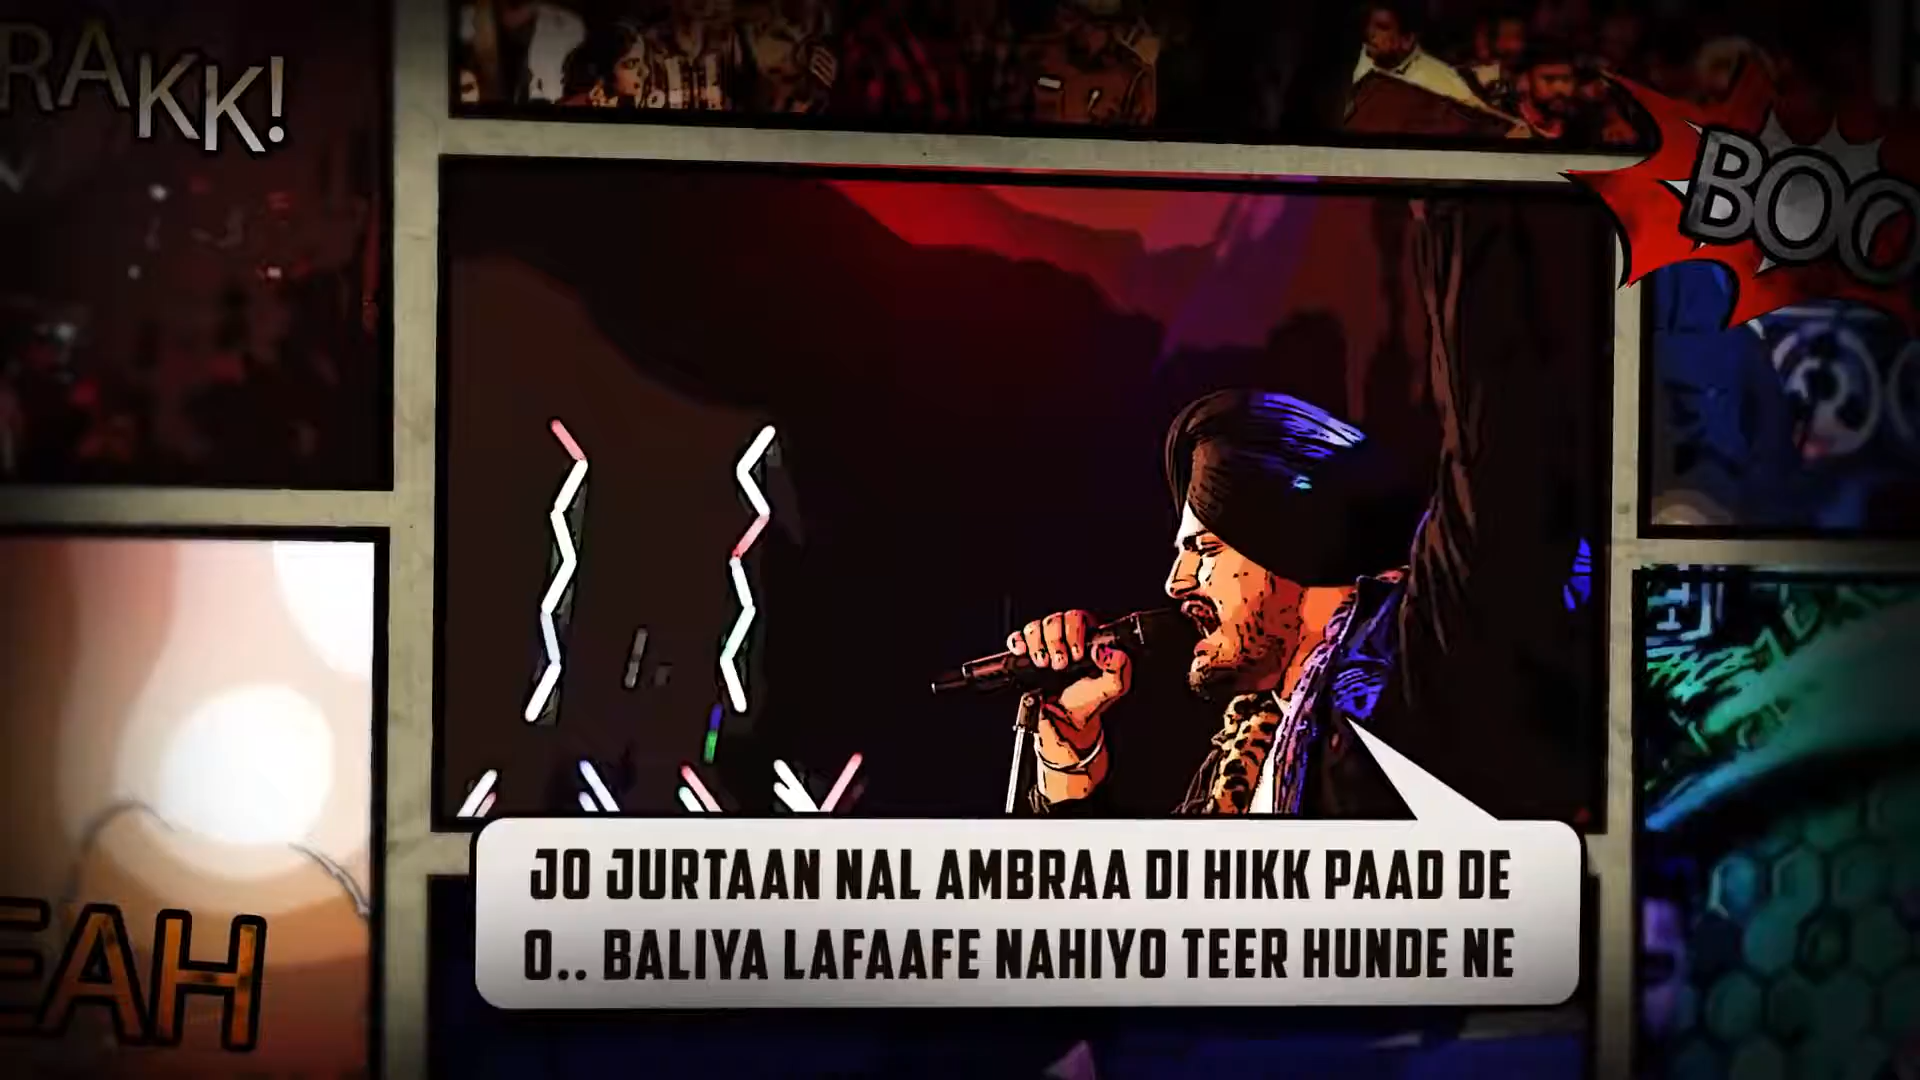 RAKK!
BOO
JO JURTAAN NAL AMBRAA DI HIKK PAAD DE
O.. BALIYA LAFAAFE NAHIYO TEER HUNDE NE
EAH